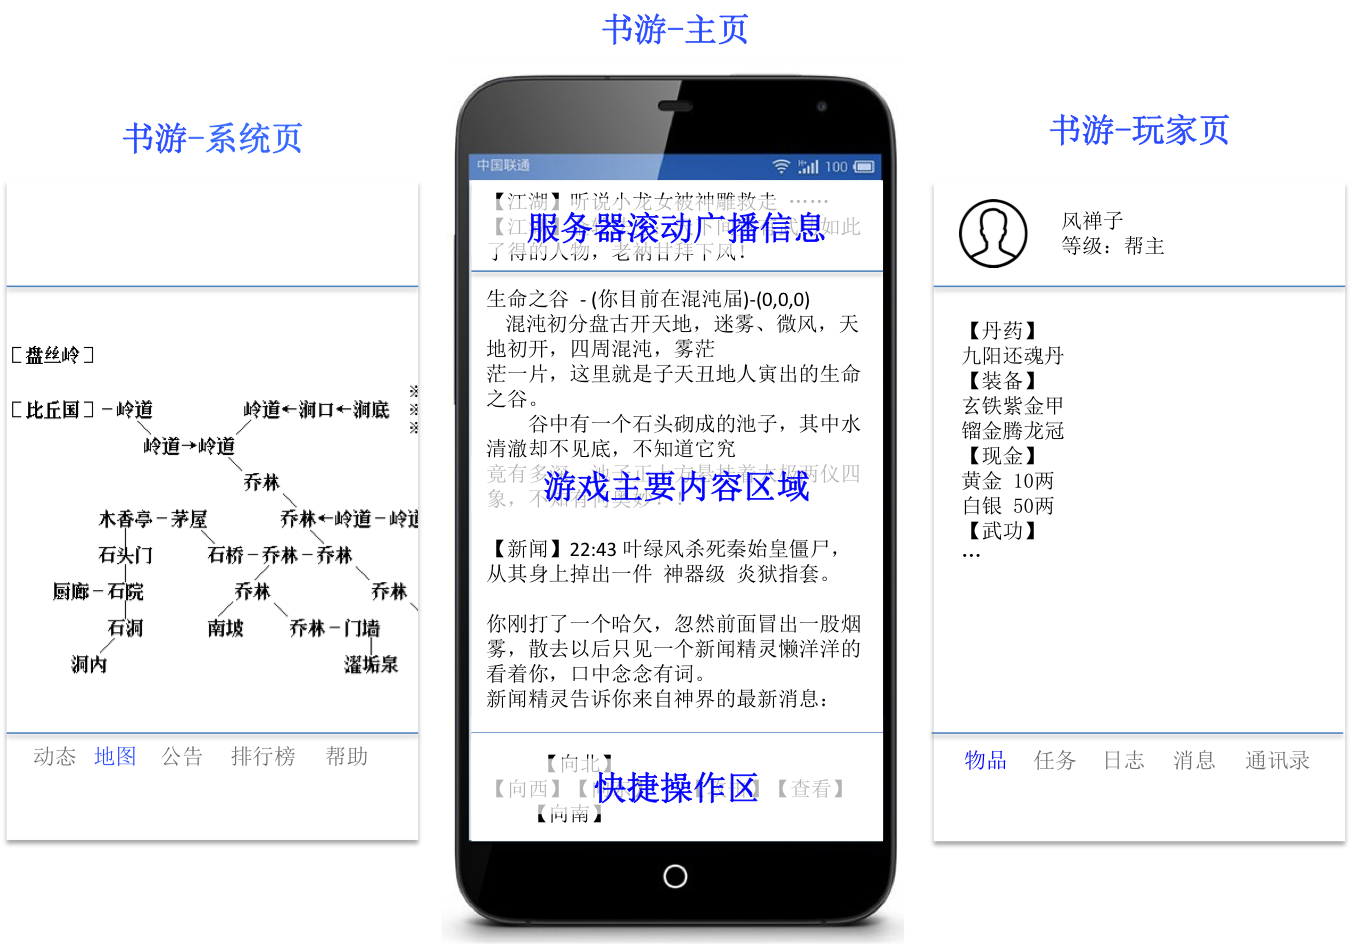 书游-主页
书游-系统页
书游-玩家页
[盘丝岭]
[比丘国]-岭道 岭道←涧口←涧底
※
※
※
岭道→岭道
乔林
木香亭-茅屋 乔林←岭道-岭道
石头门 石桥-乔林-乔林
厨廊-石院 乔林 乔林
石洞 南坡 乔林-门墙
洞内 濯垢泉
动态 地图 公告 排行榜 帮助
中国联通 100
【江湖】听说小龙女被神雕救走 ……
服务器滚动广播信息
了得的人物，老衲甘拜下风！
生命之谷 - (你目前在混沌届)-(0,0,0)
混沌初分盘古开天地，迷雾、微风，天
地初开，四周混沌，雾茫
茫一片，这里就是子天丑地人寅出的生命
之谷。
谷中有一个石头砌成的池子，其中水
清澈却不见底，不知道它究
竟有多深，池子正上方悬挂着太极两仪四
游戏主要内容区域
【新闻】22:43 叶绿风杀死秦始皇僵尸，
从其身上掉出一件 神器级 炎狱指套。
你刚打了一个哈欠，忽然前面冒出一股烟
雾，散去以后只见一个新闻精灵懒洋洋的
看着你，口中念念有词。
新闻精灵告诉你来自神界的最新消息：
【向北】
【向西】 【查看】
快捷操作区
【向南】
风禅子
等级：帮主
【丹药】
九阳还魂丹
【装备】
玄铁紫金甲
镏金腾龙冠
【现金】
黄金 10两
白银 50两
【武功】
…
物品 任务 日志 消息 通讯录